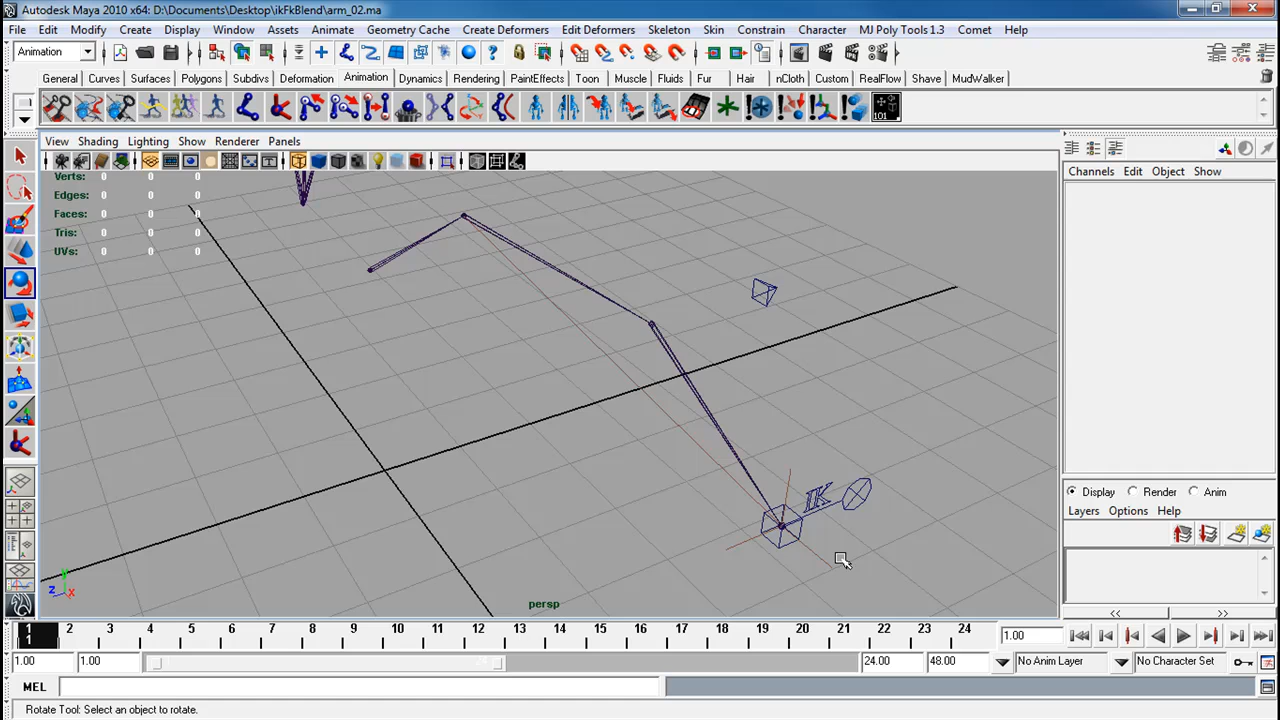 Autodesk Maya 2010 x64: D:\Documents\Desktop\ikFkBlend\arm_02.ma
File Edit Modify Create Display Window Assets Animate Geometry Cache Create Deformers Edit Deformers Skeleton Skin Constrain Character MJ Poly Tools 1.3 Comet Help
Animation
General Curves Surfaces Polygons Subdivs Deformation Animation Dynamics Rendering PaintEffects Toon Muscle Fluids Fur Hair nCloth Custom RealFlow Shave MudWalker
101
View Shading Lighting Show Renderer Panels
Channels Edit Object Show
Verts: 0 0 0
Edges: 0 0 0
Faces: 0 0 0
Tris: 0 0 0
UVs: 0 0 0
IK
Display Render Anim
Layers Options Help
y
z x
persp
<< >>
1 2 3 4 5 6 7 8 9 10 11 12 13 14 15 16 17 18 19 20 21 22 23 24
1 1.00
1.00 1.00 24.00 48.00 No Anim Layer No Character Set
MEL
Rotate Tool: Select an object to rotate.